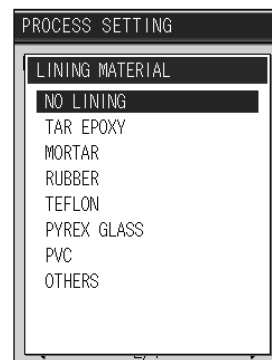 PROCESS SETTING
LINING MATERIAL
NO LINING
TAR EPOXY
MORTAR
RUBBER
TEFLON
PYREX GLASS
PVC
OTHERS